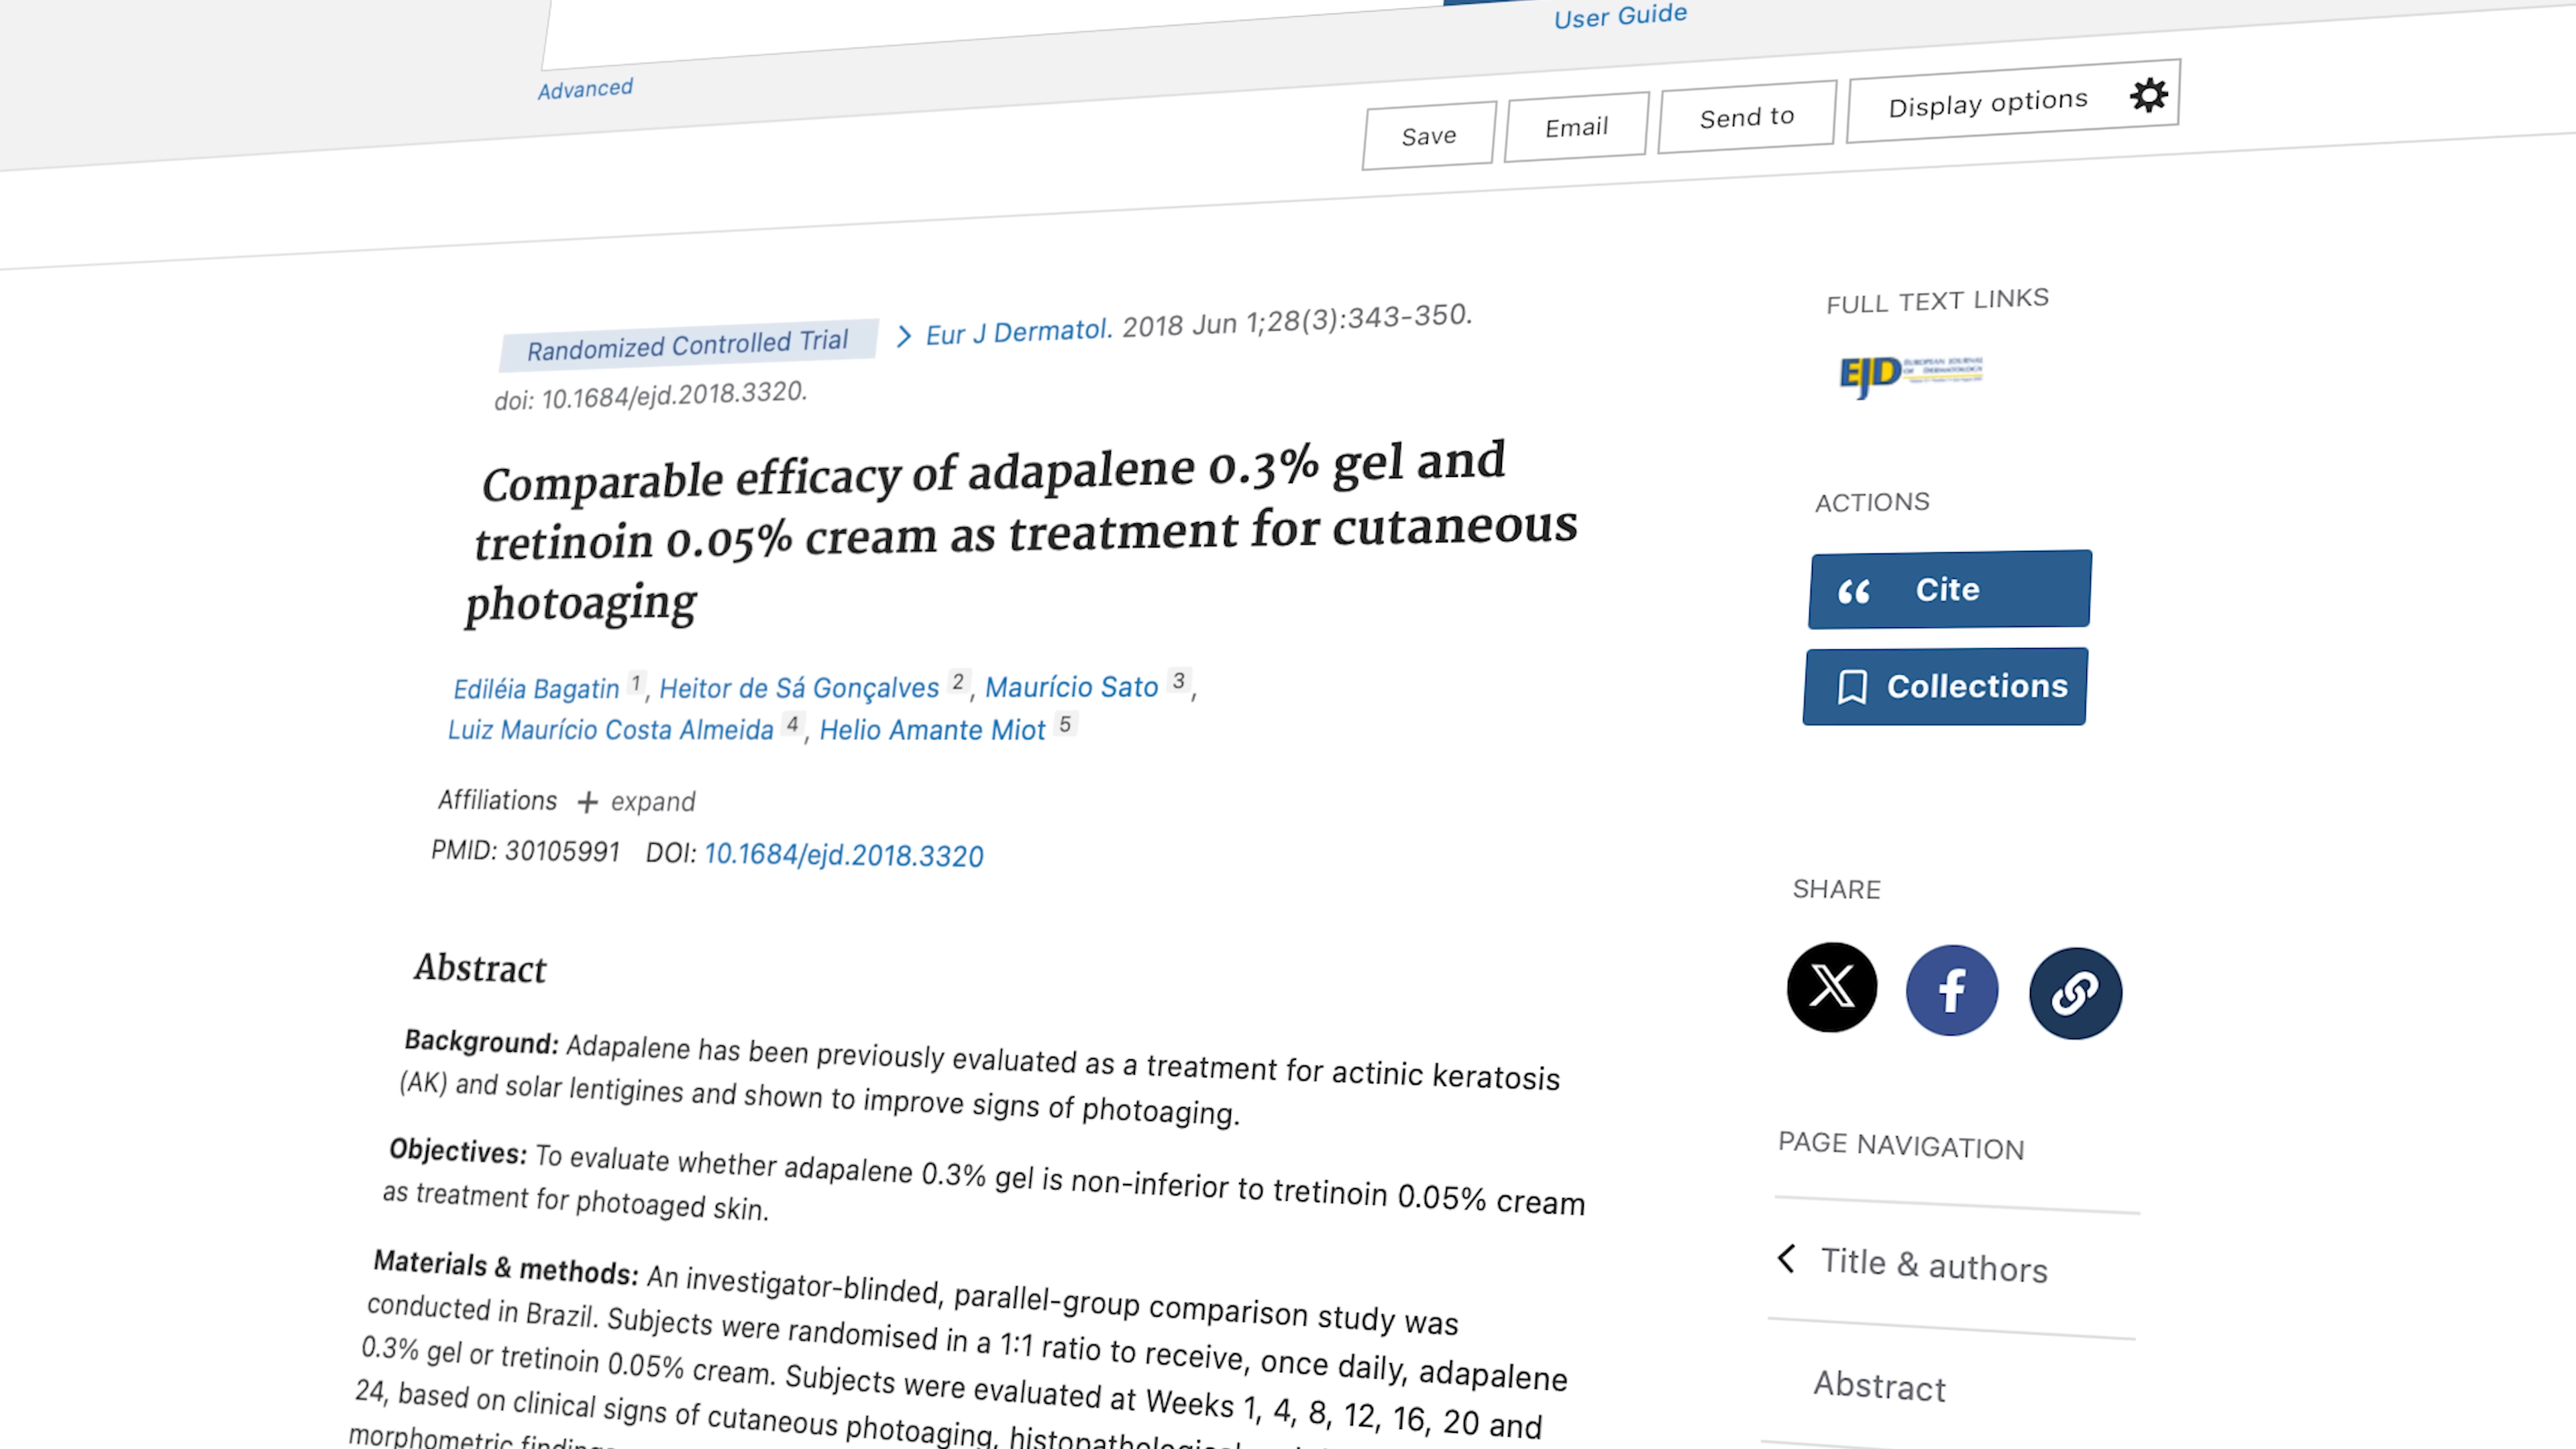 User Guide
Advanced
Save
Email
Send to
Display options
Randomized Controlled Trial
Eur J Dermatol. 2018 Jun 1;28(3):343-350.
doi: 10.1684/ejd.2018.3320.
Comparable efficacy of adapalene 0.3% gel and
tretinoin 0.05% cream as treatment for cutaneous
photoaging
Ediléia Bagatin 1, Heitor de Sá Gonçalves 2, Maurício Sato 3,
Luiz Maurício Costa Almeida 4, Helio Amante Miot 5
Affiliations + expand
PMID: 30105991 DOI: 10.1684/ejd.2018.3320
Abstract
Background: Adapalene has been previously evaluated as a treatment for actinic keratosis
(AK) and solar lentigines and shown to improve signs of photoaging.
Objectives: To evaluate whether adapalene 0.3% gel is non-inferior to tretinoin 0.05% cream
as treatment for photoaged skin.
Materials & methods: An investigator-blinded, parallel-group comparison study was
conducted in Brazil. Subjects were randomised in a 1:1 ratio to receive, once daily, adapalene
0.3% gel or tretinoin 0.05% cream. Subjects were evaluated at Weeks 1, 4, 8, 12, 16, 20 and
24, based on clinical signs of cutaneous photoaging,
morphometric
FULL TEXT LINKS
EJD EUROPEAN JOURNAL
OF DERMATOLOGY
ACTIONS
Cite
Collections
SHARE
PAGE NAVIGATION
Title & authors
Abstract